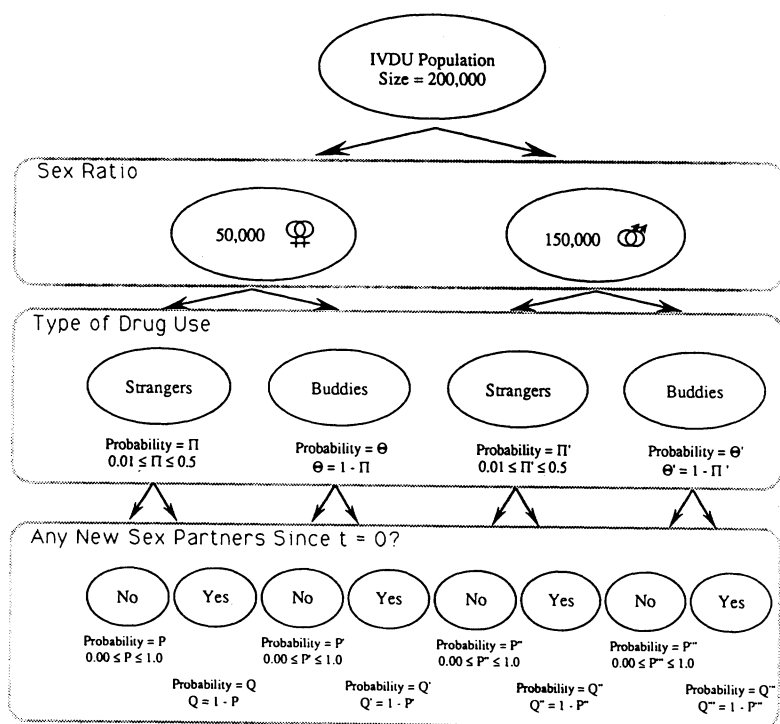 IVDU Population
Size = 200,000
Sex Ratio
50,000
150,000
Type of Drug Use
Strangers
Buddies
Strangers
Buddies
Probability = Π
0.01 ≤ Π ≤ 0.5
Probability = Θ
Θ = 1 - Π
Probability = Π'
0.01 ≤ Π' ≤ 0.5
Probability = Θ'
Θ' = 1 - Π '
Any New Sex Partners Since t = 0?
No
Yes
No
Yes
No
Yes
No
Yes
Probability = P
0.00 ≤ P ≤ 1.0
Probability = P'
0.00 ≤ P' ≤ 1.0
Probability = P"
0.00 ≤ P" ≤ 1.0
Probability = P'"
0.00 ≤ P'" ≤ 1.0
Probability = Q
Q = 1 - P
Probability = Q'
Q' = 1 - P'
Probability = Q"
Q" = 1 - P"
Probability = Q'"
Q'" = 1 - P'"